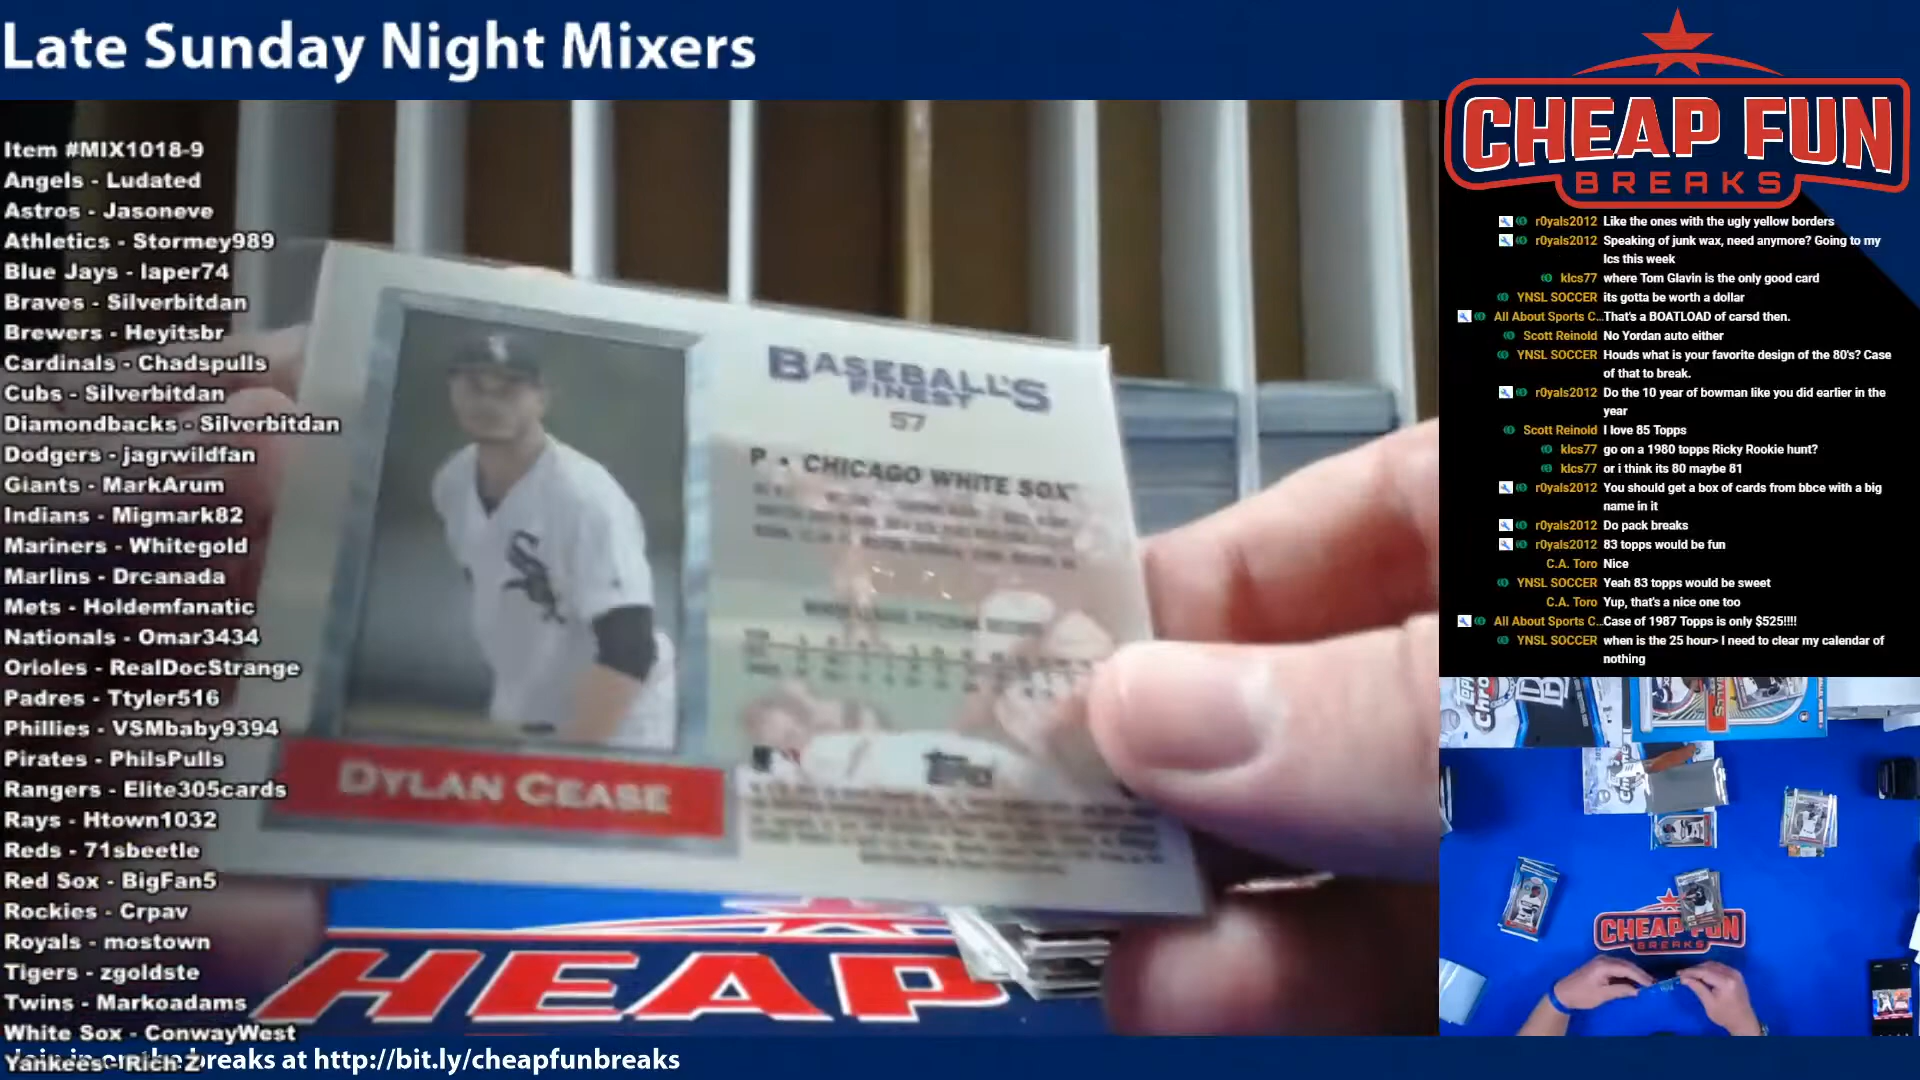 Late Sunday Night Mixers
CHEAP FUN
BREAKS
Item #MIX1018-9
Angels - Ludated
Astros - Jasoneve
Athletics - Stormey989
Blue Jays - laper74
Braves - Silverbitdan
Brewers - Heyitsbr
Cardinals - Chadspulls
Cubs - Silverbitdan
Diamondbacks - Silverbitdan
Dodgers - jagrwildfan
Giants - MarkArum
Indians - Migmark82
Mariners - Whitegold
Marlins - Drcanada
Mets - Holdemfanatic
Nationals - Omar3434
Orioles - RealDocStrange
Padres - Ttyler516
Phillies - VSMbaby9394
Pirates - PhilsPulls
Rangers - Elite305cards
Rays - Htown1032
Reds - 71sbeetle
Red Sox - BigFan5
Rockies - Crpav
Royals - mostown
Tigers - zgoldste
Twins - Markoadams
White Sox - ConwayWest
Yankees - Rich Z
breaks at http://bit.ly/cheapfunbreaks
BASEBALL'S
FINEST
57
P • CHICAGO WHITE SOX
DYLAN CEASE
Topps
HEAP
r0yals2012 Like the ones with the ugly yellow borders
r0yals2012 Speaking of junk wax, need anymore? Going to my
lcs this week
klcs77 where Tom Glavin is the only good card
YNSL SOCCER its gotta be worth a dollar
All About Sports C...That's a BOATLOAD of carsd then.
Scott Reinold No Yordan auto either
YNSL SOCCER Houds what is your favorite design of the 80's? Case
of that to break.
r0yals2012 Do the 10 year of bowman like you did earlier in the
year
Scott Reinold I love 85 Topps
klcs77 go on a 1980 topps Ricky Rookie hunt?
klcs77 or i think its 80 maybe 81
r0yals2012 You should get a box of cards from bbce with a big
name in it
r0yals2012 Do pack breaks
r0yals2012 83 topps would be fun
C.A. Toro Nice
YNSL SOCCER Yeah 83 topps would be sweet
C.A. Toro Yup, that's a nice one too
All About Sports C...Case of 1987 Topps is only $525!!!!
YNSL SOCCER when is the 25 hour> I need to clear my calendar of
nothing
CHEAP FUN
BREAKS